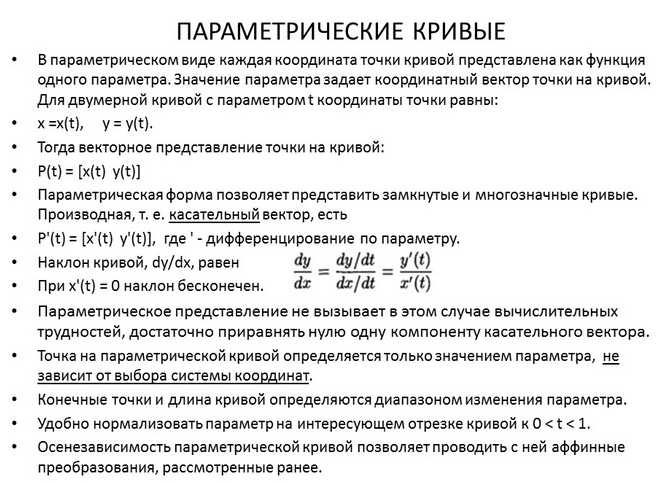 ПАРАМЕТРИЧЕСКИЕ КРИВЫЕ
• В параметрическом виде каждая координата точки кривой представлена как функция
одного параметра. Значение параметра задает координатный вектор точки на кривой.
Для двумерной кривой с параметром t координаты точки равны:
• x =x(t), y = y(t).
• Тогда векторное представление точки на кривой:
• P(t) = [x(t) y(t)]
• Параметрическая форма позволяет представить замкнутые и многозначные кривые.
Производная, т. е. касательный вектор, есть
• P'(t) = [x'(t) y'(t)], где ' - дифференцирование по параметру.
• Наклон кривой, dy/dx, равен dy/dx = (dy/dt)/(dx/dt) = y'(t)/x'(t)
• При x'(t) = 0 наклон бесконечен.
• Параметрическое представление не вызывает в этом случае вычислительных
трудностей, достаточно приравнять нулю одну компоненту касательного вектора.
• Точка на параметрической кривой определяется только значением параметра, не
зависит от выбора системы координат.
• Конечные точки и длина кривой определяются диапазоном изменения параметра.
• Удобно нормализовать параметр на интересующем отрезке кривой к 0 < t < 1.
• Осенезависимость параметрической кривой позволяет проводить с ней аффинные
преобразования, рассмотренные ранее.